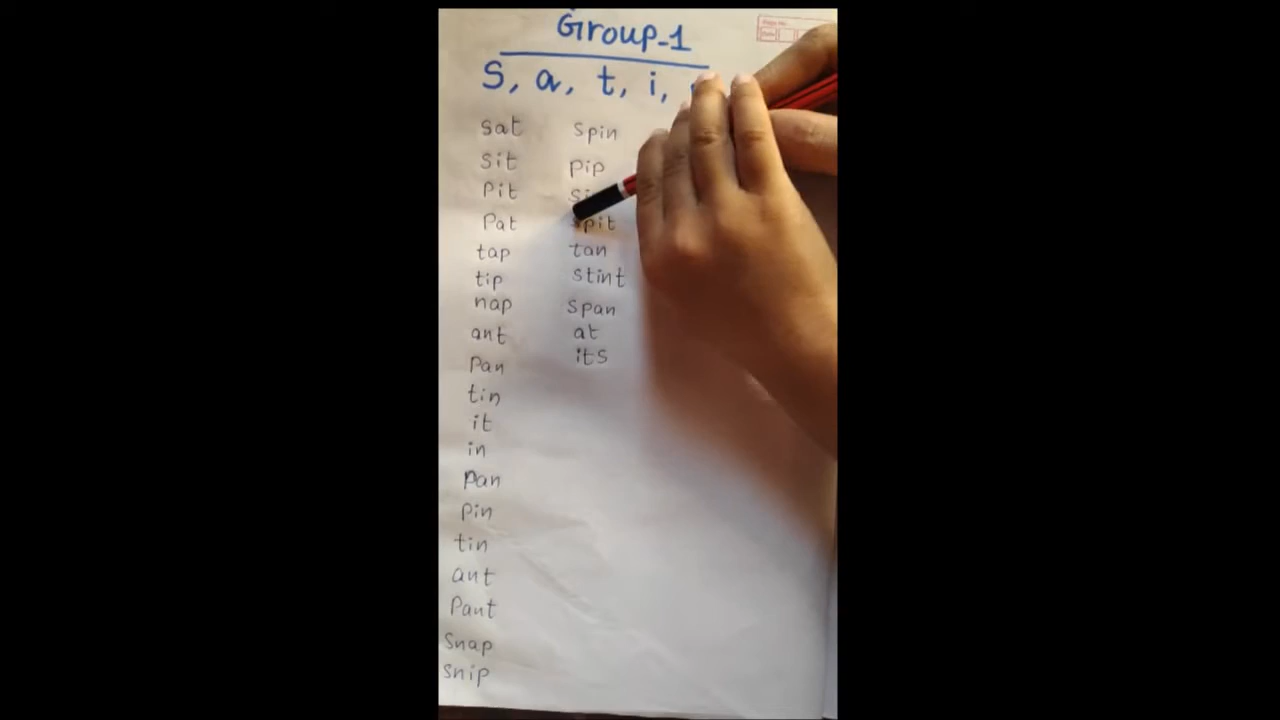 Group-1
S, a, t, i,
sat
sit
Pit
Pat
tap
tip
nap
ant
Pan
tin
it
in
Pan
Pin
tin
ant
Pant
Snap
Snip
Spin
Pip
spit
tan
stint
span
at
its